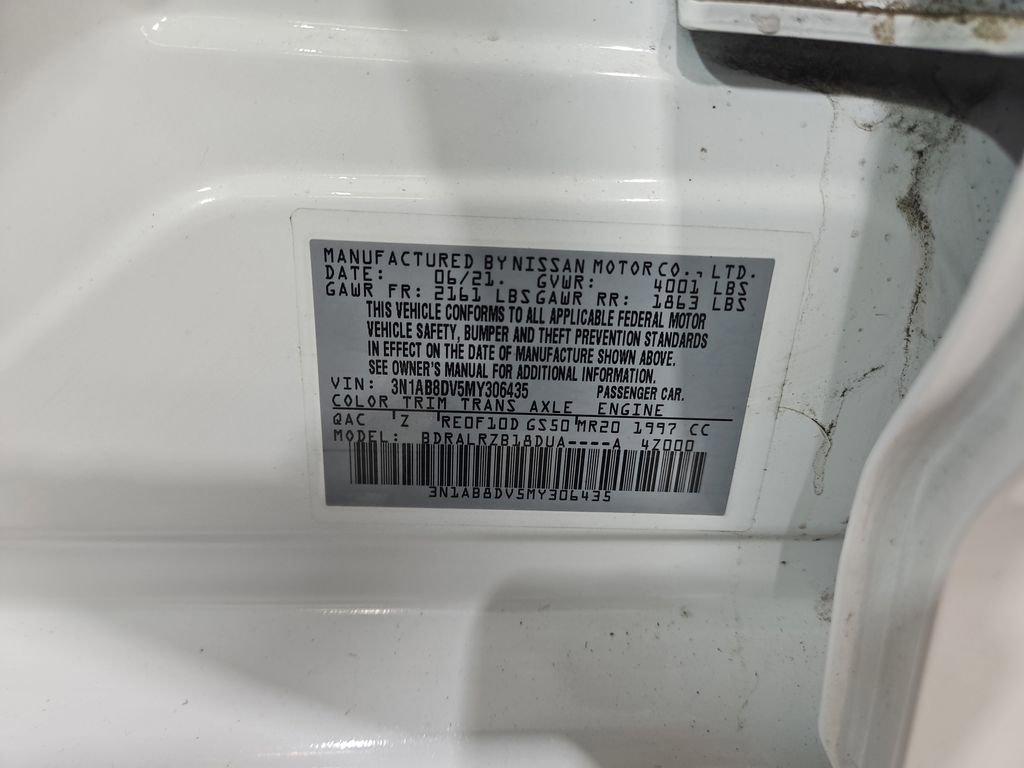 MANUFACTURED BY NISSAN MOTOR CO., LTD.
DATE: 06/21. GVWR: 4001 LBS
GAWR FR: 2161 LBS GAWR RR: 1863 LBS
THIS VEHICLE CONFORMS TO ALL APPLICABLE FEDERAL MOTOR
VEHICLE SAFETY, BUMPER AND THEFT PREVENTION STANDARDS
IN EFFECT ON THE DATE OF MANUFACTURE SHOWN ABOVE.
SEE OWNER'S MANUAL FOR ADDITIONAL INFORMATION.
VIN: 3N1AB8DV5MY306435 PASSENGER CAR.
COLOR TRIM TRANS AXLE ENGINE
QAC Z RE0F10D GS50 MR20 1997 CC
MODEL: BDRALRZB18DUA----A 4Z000
3N1AB8DV5MY306435